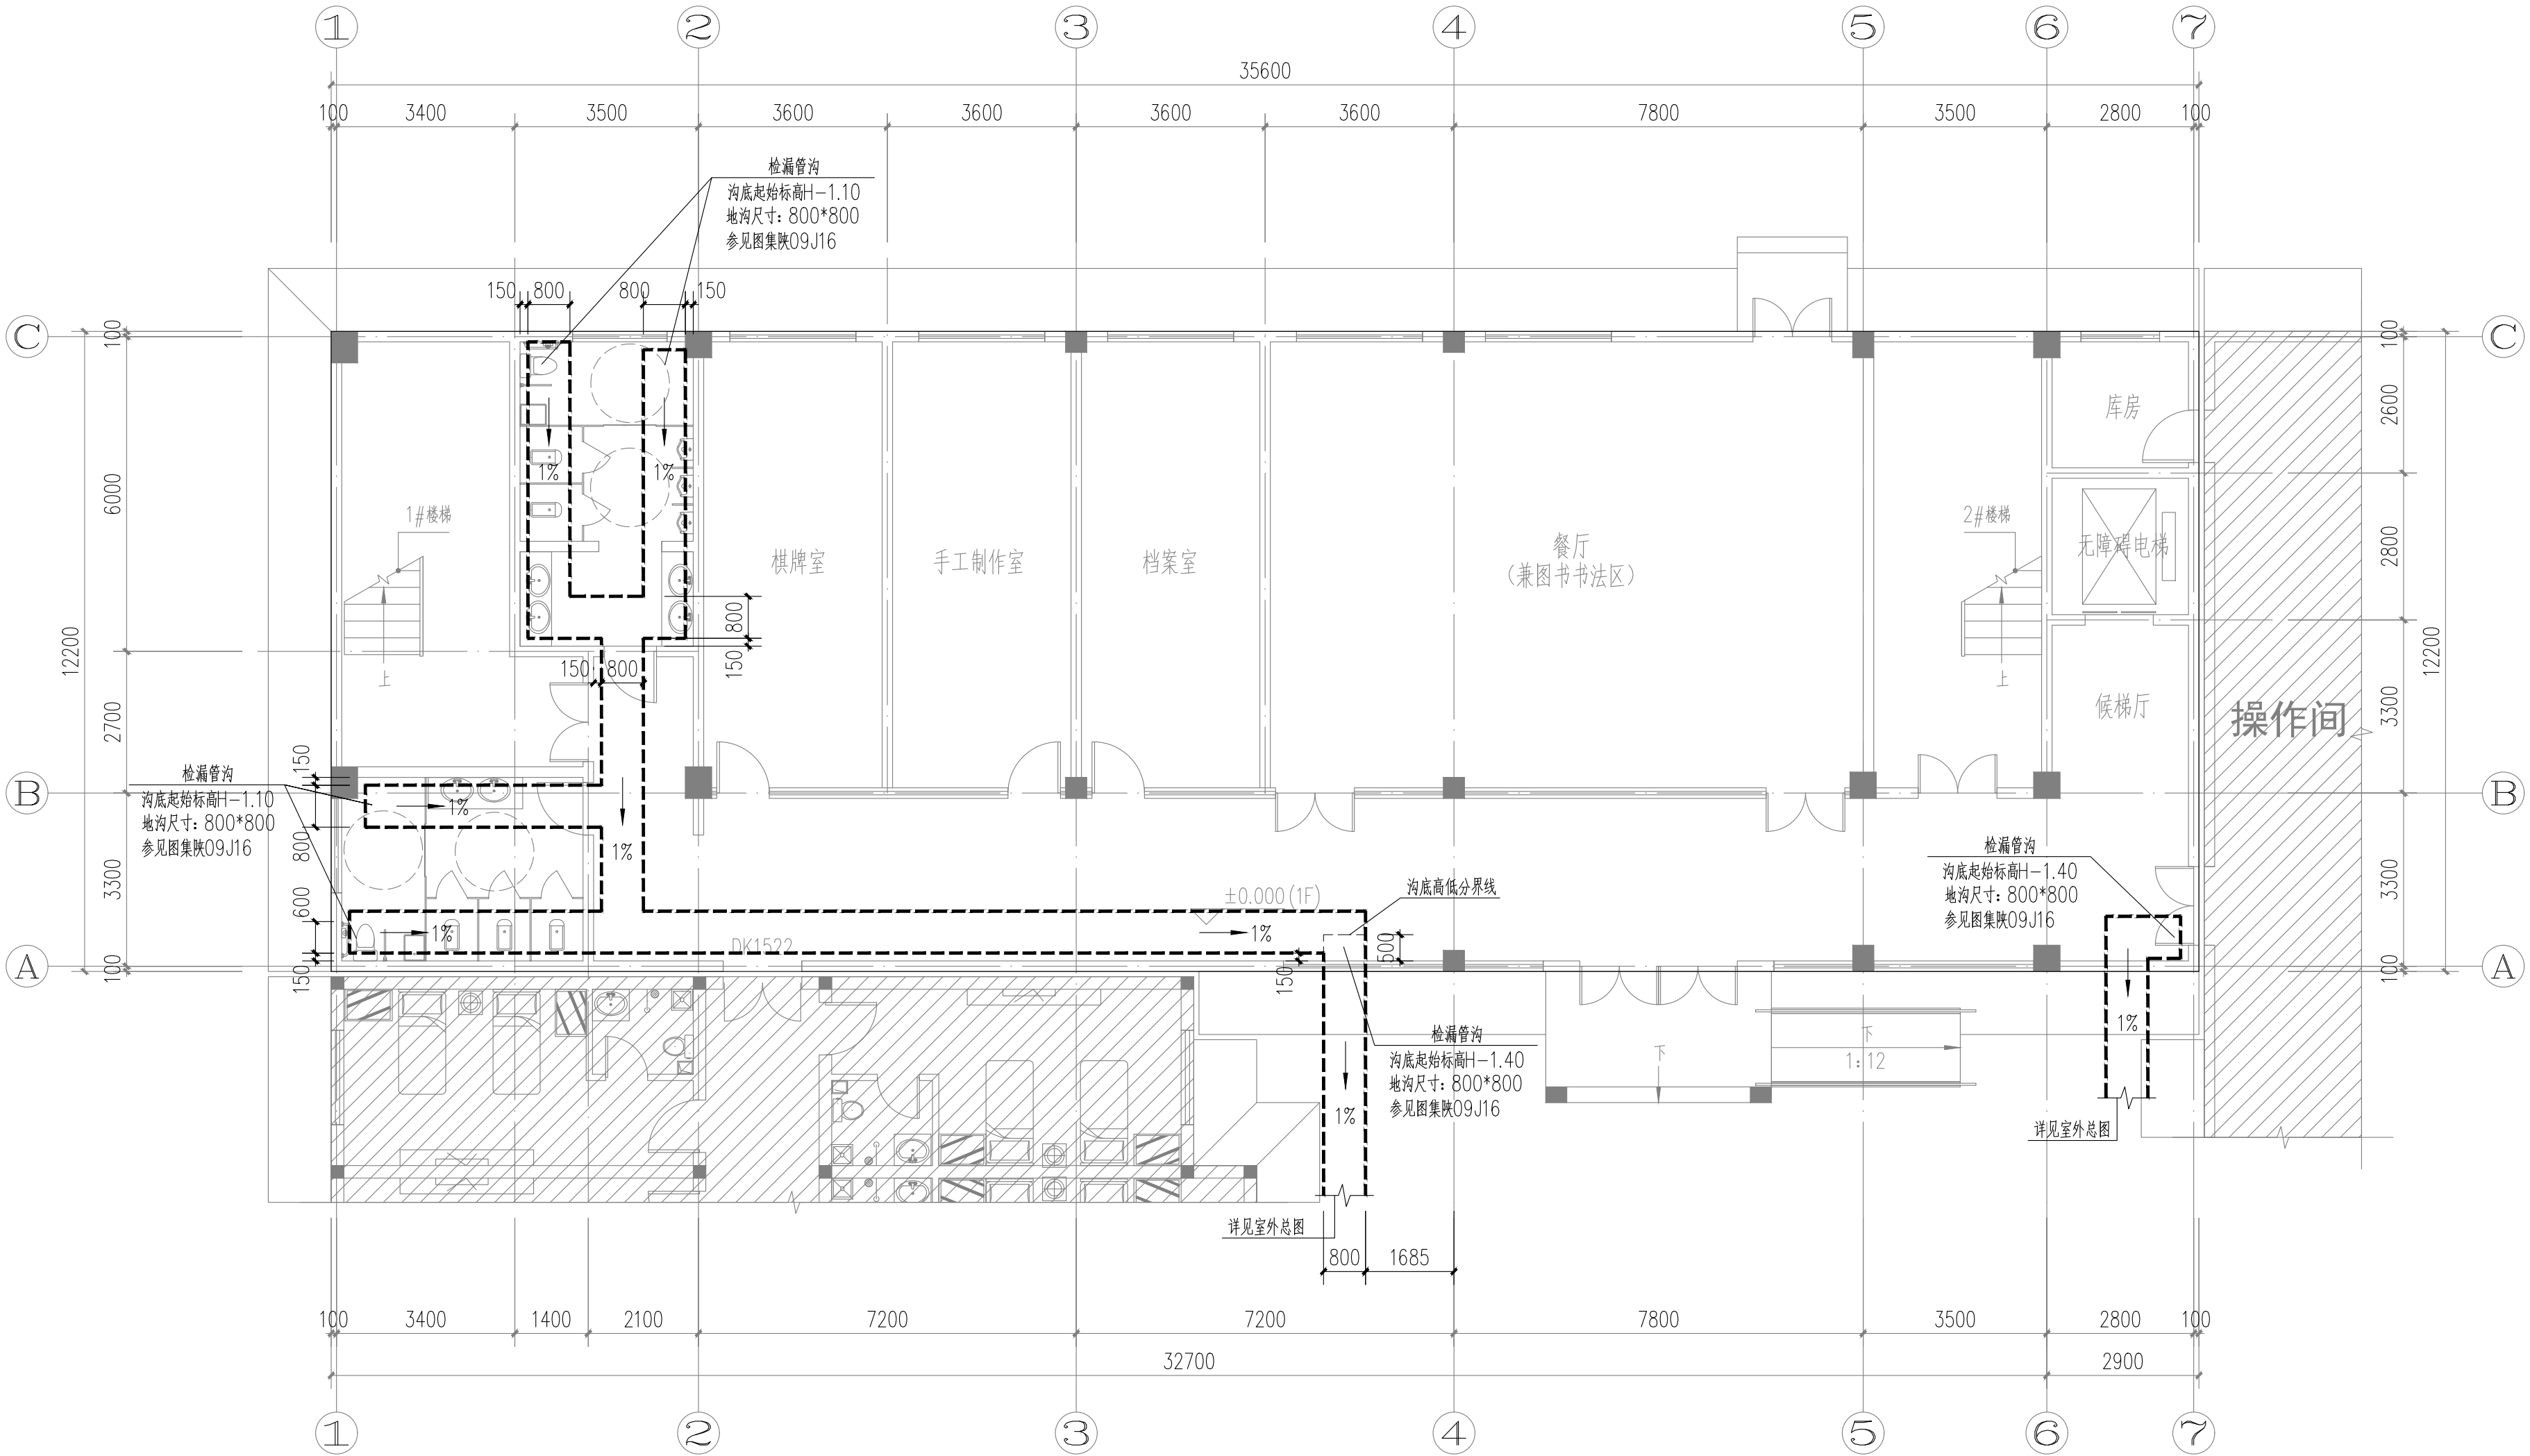 1 2 3 4 5 6 7
35600
100 3400 3500 3600 3600 3600 3600 7800 3500 2800 100
检漏管沟
沟底起始标高H-1.10
地沟尺寸：800*800
参见图集陕09J16
150 800 800 150
C
C
100
100
2600
库房
6000
1%
1%
1#楼梯
2#楼梯
棋牌室
手工制作室
档案室
餐厅
（兼图书书法区）
无障碍电梯
2800
800
12200
12200
150
150 800
上
上
2700
候梯厅
3300
操作间
150
检漏管沟
沟底起始标高H-1.10
地沟尺寸：800*800
参见图集陕09J16
B
B
1%
800
1%
3300
3300
检漏管沟
沟底起始标高H-1.40
地沟尺寸：800*800
参见图集陕09J16
沟底高低分界线
±0.000(1F)
600
1%
DK1522
1%
500
150
150
A
A
100
100
检漏管沟
沟底起始标高H-1.40
地沟尺寸：800*800
参见图集陕09J16
1%
下
下
1:12
1%
详见室外总图
详见室外总图
800 1685
100 3400 1400 2100 7200 7200 7800 3500 2800 100
32700 2900
1 2 3 4 5 6 7